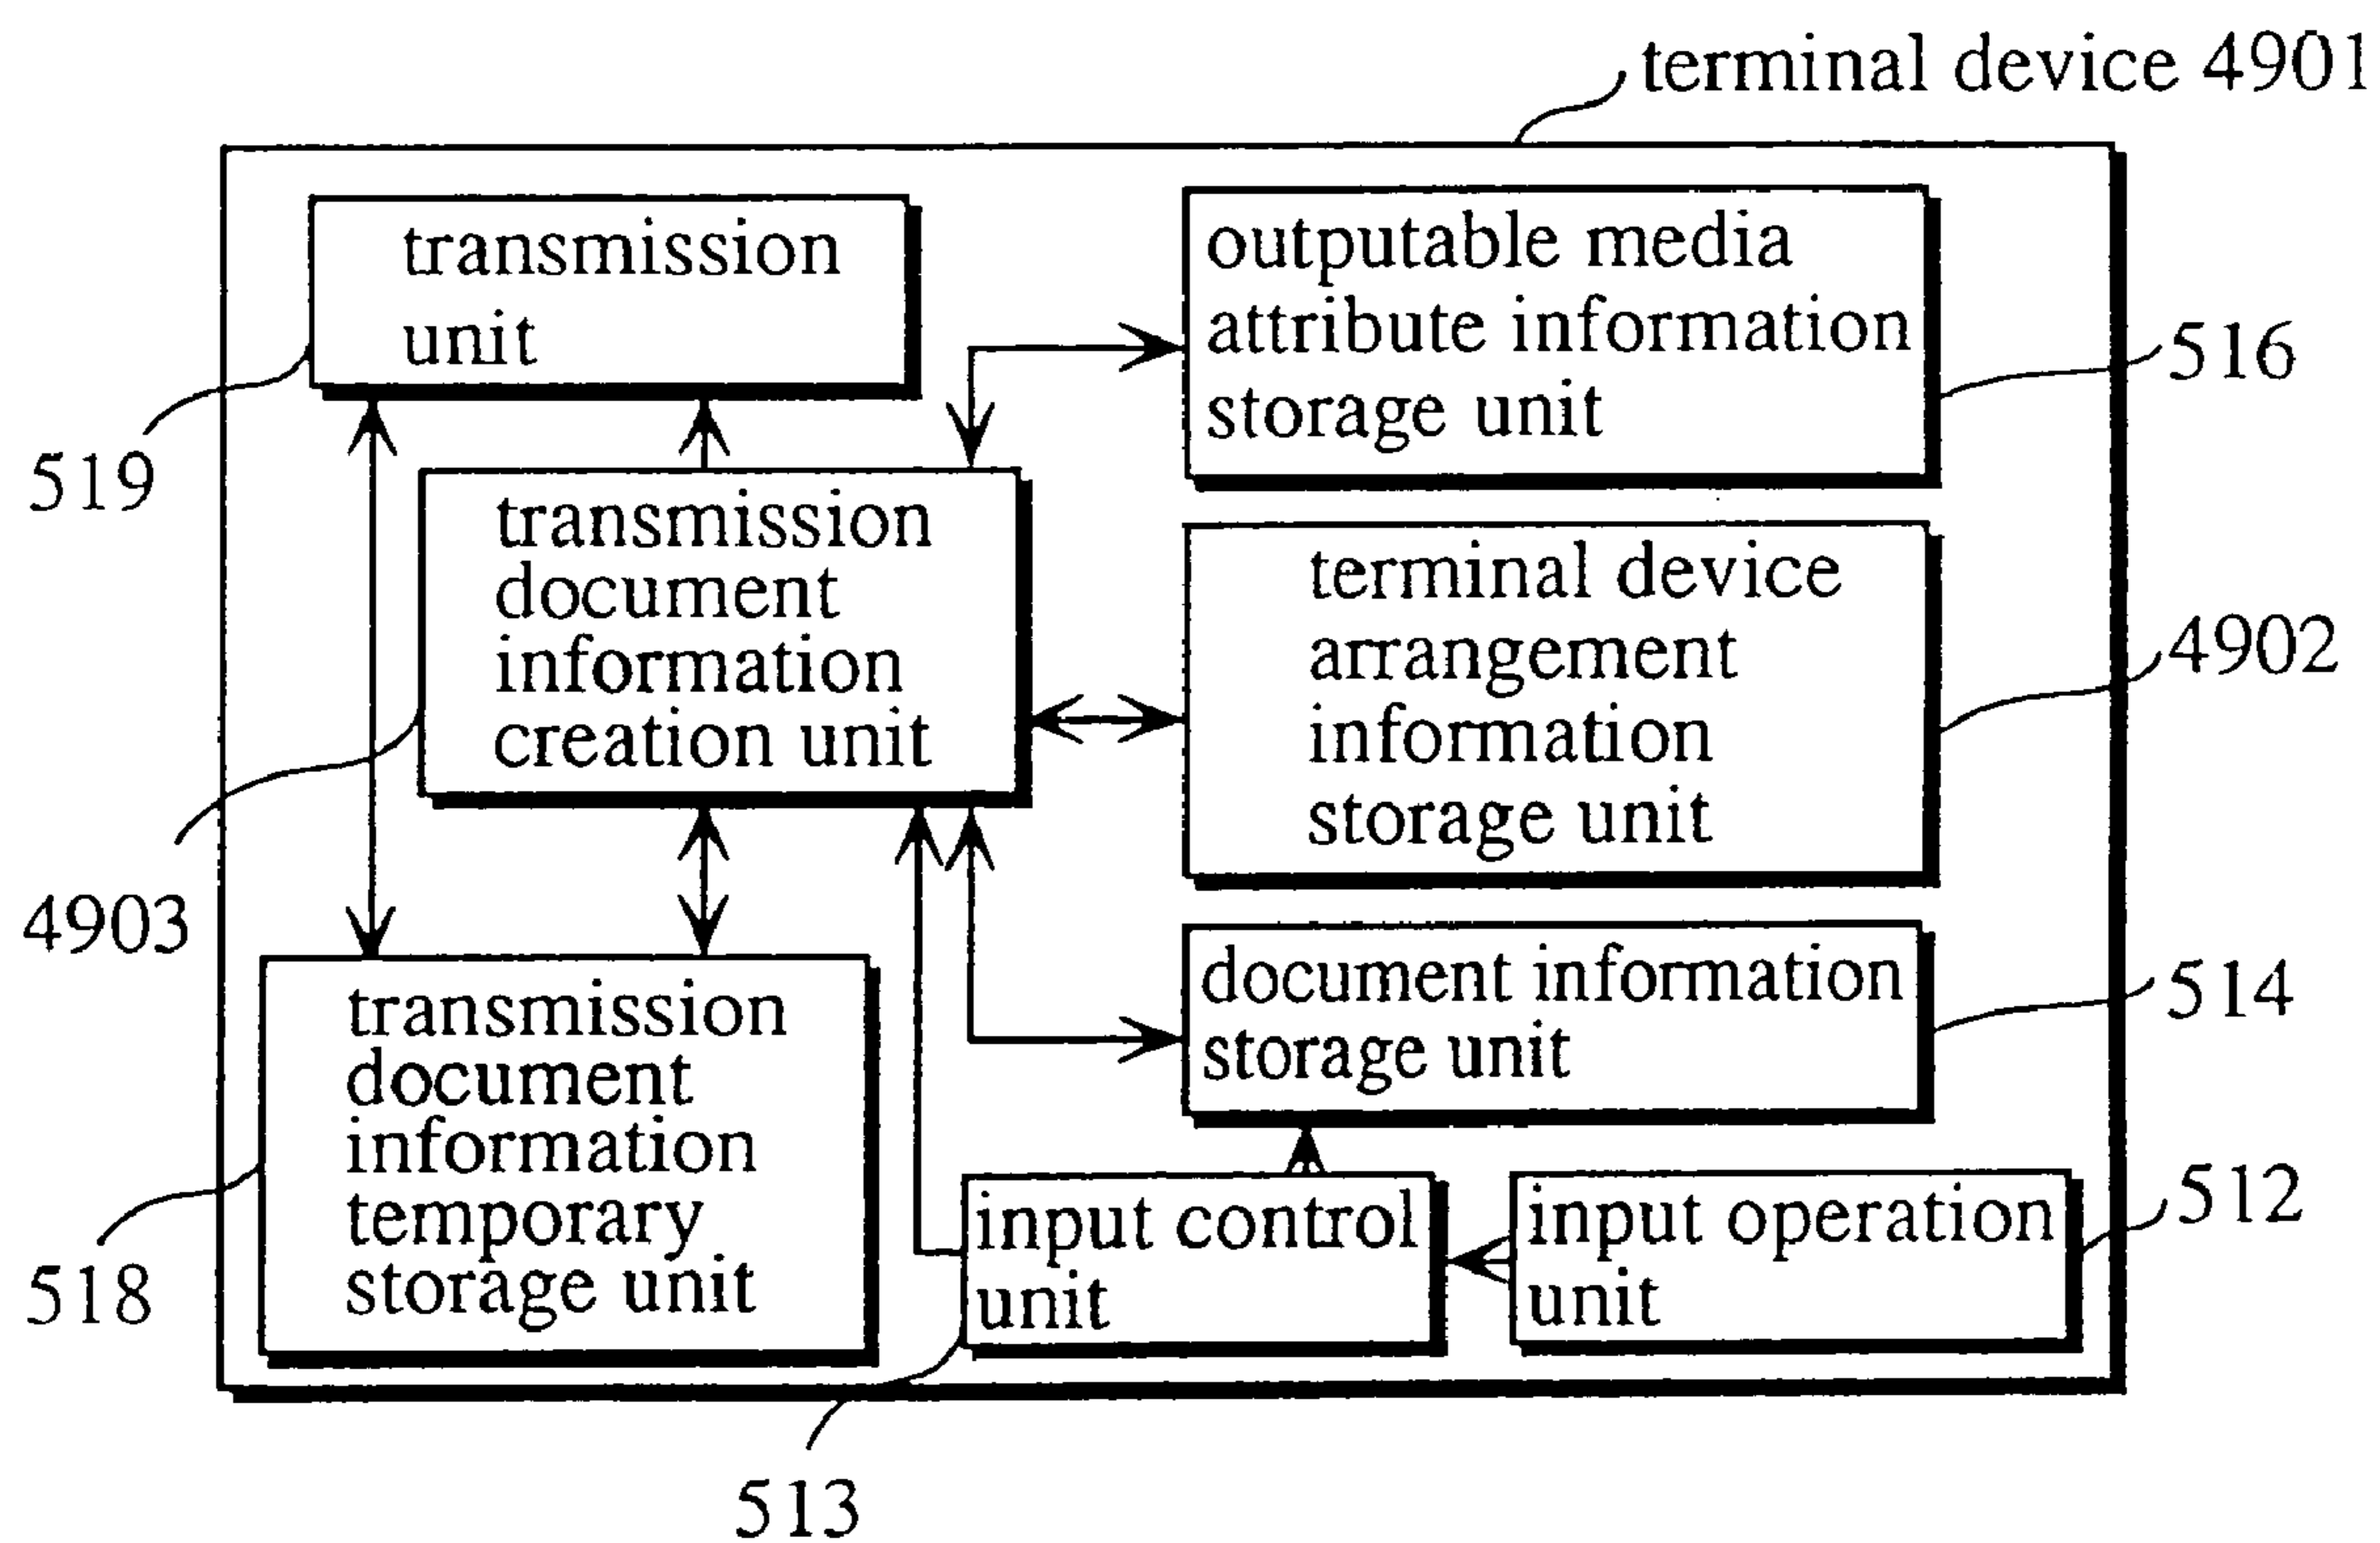 terminal device 4901
transmission
unit
outputable media
attribute information
storage unit
516
519
transmission
document
information
creation unit
terminal device
arrangement
information
storage unit
4902
4903
document information
storage unit
514
transmission
document
information
temporary
storage unit
518
input control
unit
input operation
unit
512
513